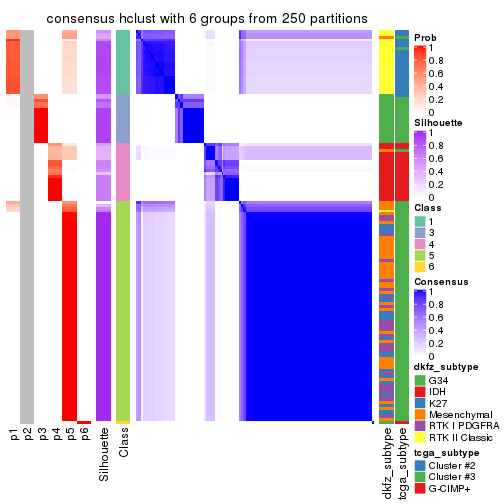 consensus hclust with 6 groups from 250 partitions
Prob
1
0.8
0.6
0.4
0.2
0
Silhouette
1
0.8
0.6
0.4
0.2
0
Class
1
3
4
5
6
Consensus
1
0.8
0.6
0.4
0.2
0
dkfz_subtype
G34
IDH
K27
Mesenchymal
RTK I PDGFRA
RTK II Classic
tcga_subtype
Cluster #2
Cluster #3
G-CIMP+
p1
p2
p3
p4
p5
p6
Silhouette
Class
dkfz_subtype
tcga_subtype